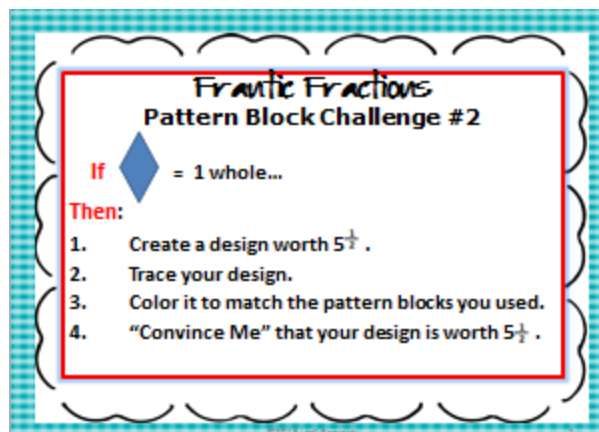 Frantic Fractions
Pattern Block Challenge #2
If = 1 whole...
Then:
1. Create a design worth 5½ .
2. Trace your design.
3. Color it to match the pattern blocks you used.
4. “Convince Me” that your design is worth 5½ .